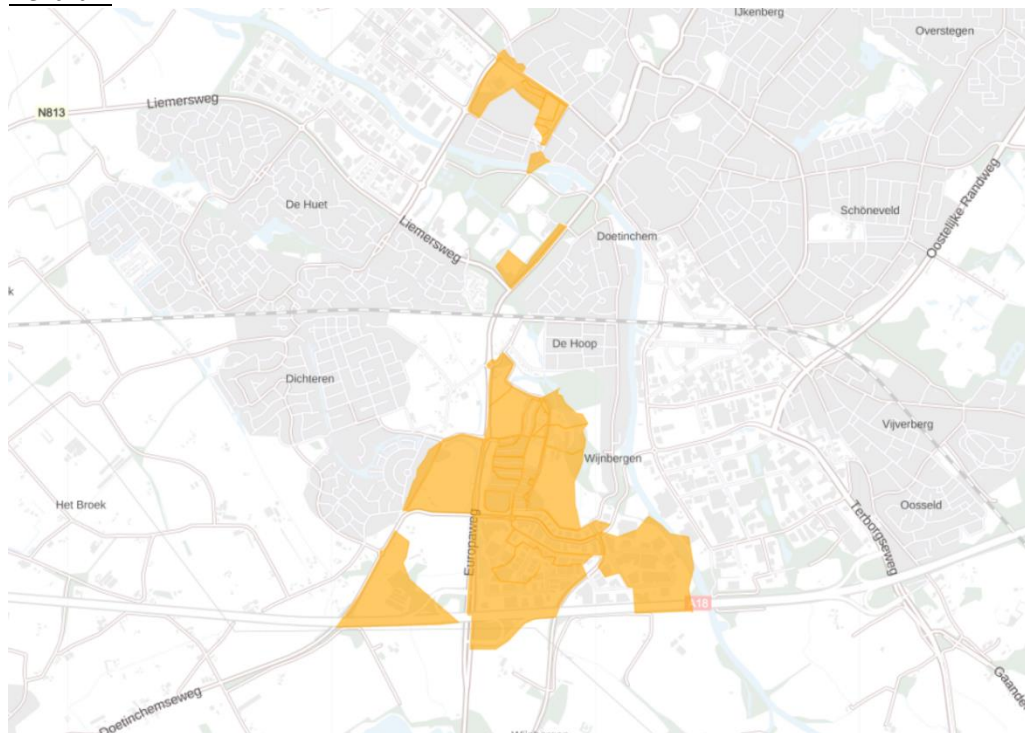 IJkenberg
Overstegen
N813
Liemersweg
De Huet
Liemersweg
Schöneveld
Oostelijke Randweg
Doetinchem
k
De Hoop
Dichteren
Vijverberg
Wijnbergen
Het Broek
Oosseld
Europaweg
Terborgseweg
A18
Doetinchemseweg
Gaande